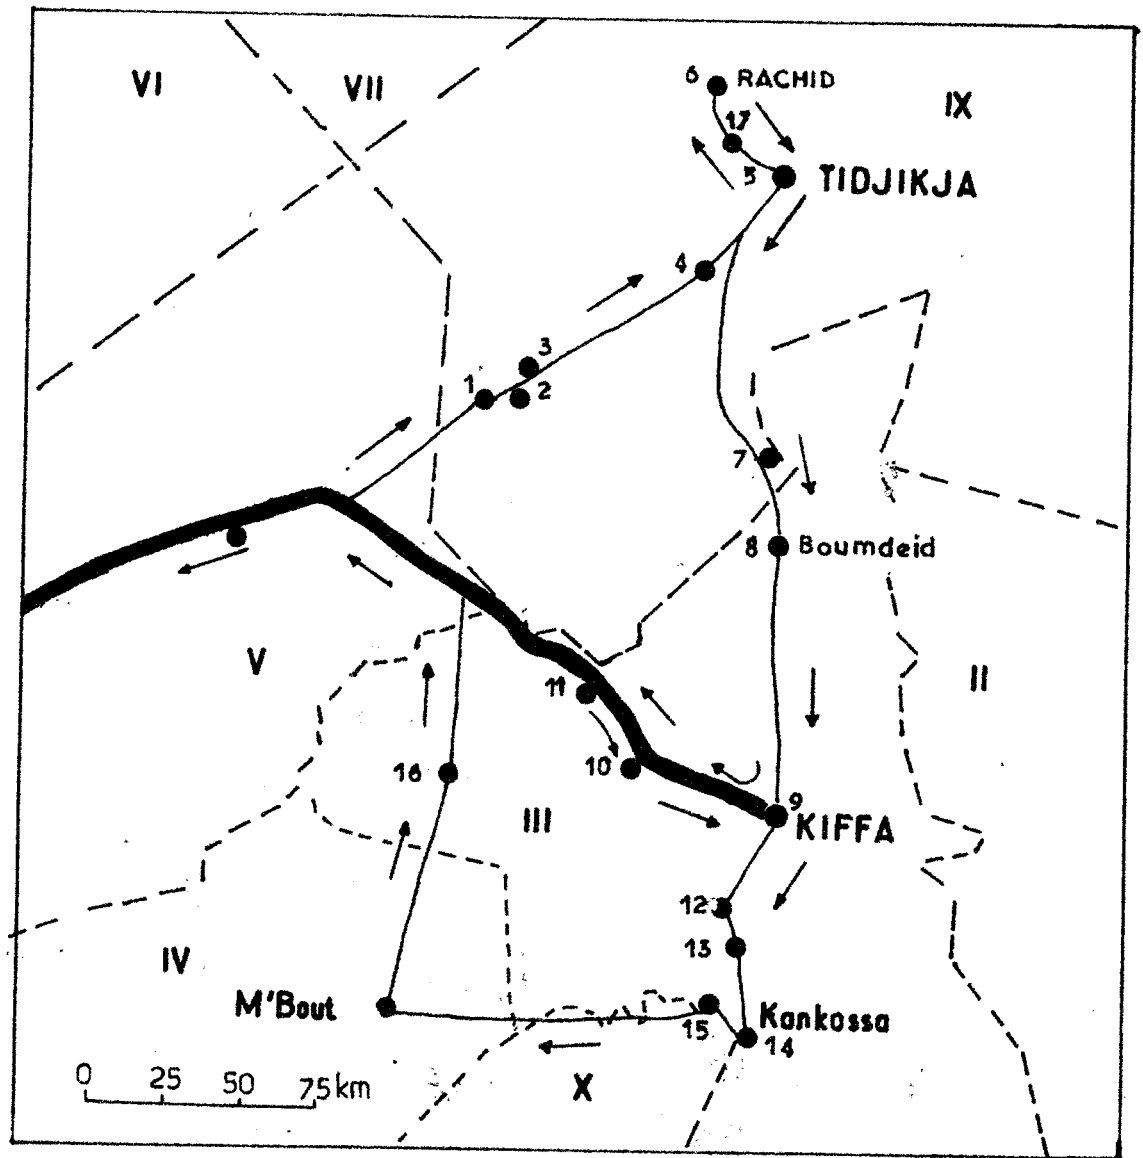 VI
VII
6 RACHID
IX
17
5 TIDJIKJA
4
3
1
2
7
8 Boumdeid
V
II
11
10
9
16
III
KIFFA
12
13
IV
M'Bout
15
Kankossa
14
X
0 25 50 75 km